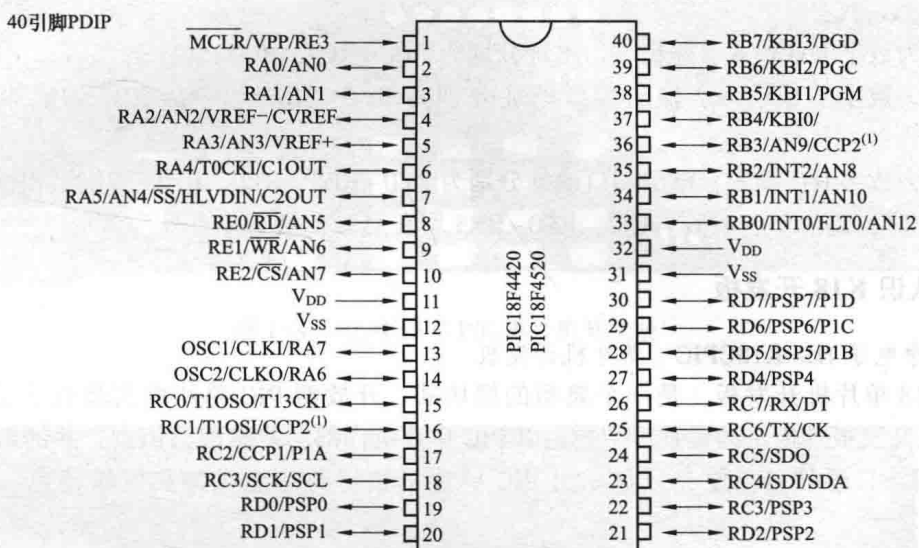 40引脚PDIP
MCLR/VPP/RE3 1 40 RB7/KBI3/PGD
RA0/AN0 2 39 RB6/KBI2/PGC
RA1/AN1 3 38 RB5/KBI1/PGM
RA2/AN2/VREF−/CVREF 4 37 RB4/KBI0/
RA3/AN3/VREF+ 5 36 RB3/AN9/CCP2(1)
RA4/T0CKI/C1OUT 6 35 RB2/INT2/AN8
RA5/AN4/SS/HLVDIN/C2OUT 7 34 RB1/INT1/AN10
RE0/RD/AN5 8 33 RB0/INT0/FLT0/AN12
RE1/WR/AN6 9 32 VDD
RE2/CS/AN7 10 31 VSS
VDD 11 30 RD7/PSP7/P1D
VSS 12 29 RD6/PSP6/P1C
OSC1/CLKI/RA7 13 28 RD5/PSP5/P1B
OSC2/CLKO/RA6 14 27 RD4/PSP4
RC0/T1OSO/T13CKI 15 26 RC7/RX/DT
RC1/T1OSI/CCP2(1) 16 25 RC6/TX/CK
RC2/CCP1/P1A 17 24 RC5/SDO
RC3/SCK/SCL 18 23 RC4/SDI/SDA
RD0/PSP0 19 22 RC3/PSP3
RD1/PSP1 20 21 RD2/PSP2
PIC18F4420
PIC18F4520